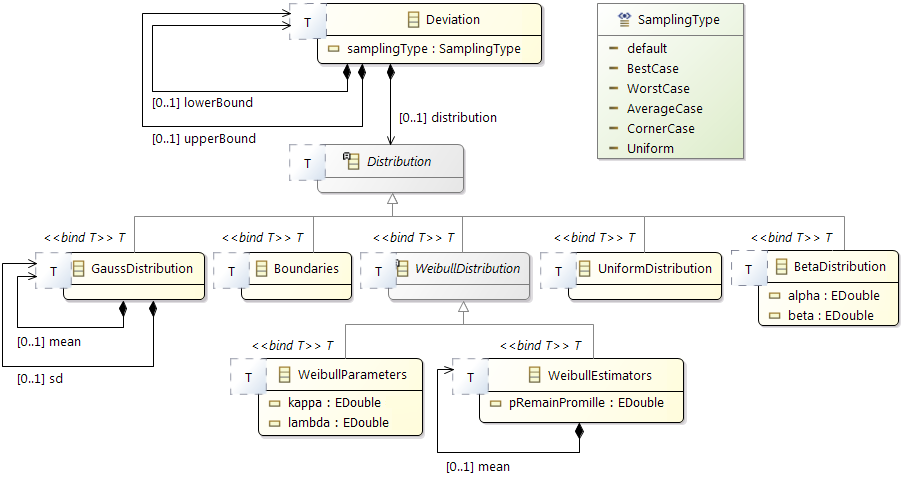 T
Deviation
samplingType : SamplingType
[0..1] lowerBound
[0..1] upperBound
[0..1] distribution
SamplingType
default
BestCase
WorstCase
AverageCase
CornerCase
Uniform
T
Distribution
<<bind T>> T
<<bind T>> T
<<bind T>> T
<<bind T>> T
<<bind T>> T
T
GaussDistribution
T
Boundaries
T
WeibullDistribution
T
UniformDistribution
T
BetaDistribution
alpha : EDouble
beta : EDouble
[0..1] mean
[0..1] sd
<<bind T>> T
<<bind T>> T
T
WeibullParameters
kappa : EDouble
lambda : EDouble
T
WeibullEstimators
pRemainPromille : EDouble
[0..1] mean